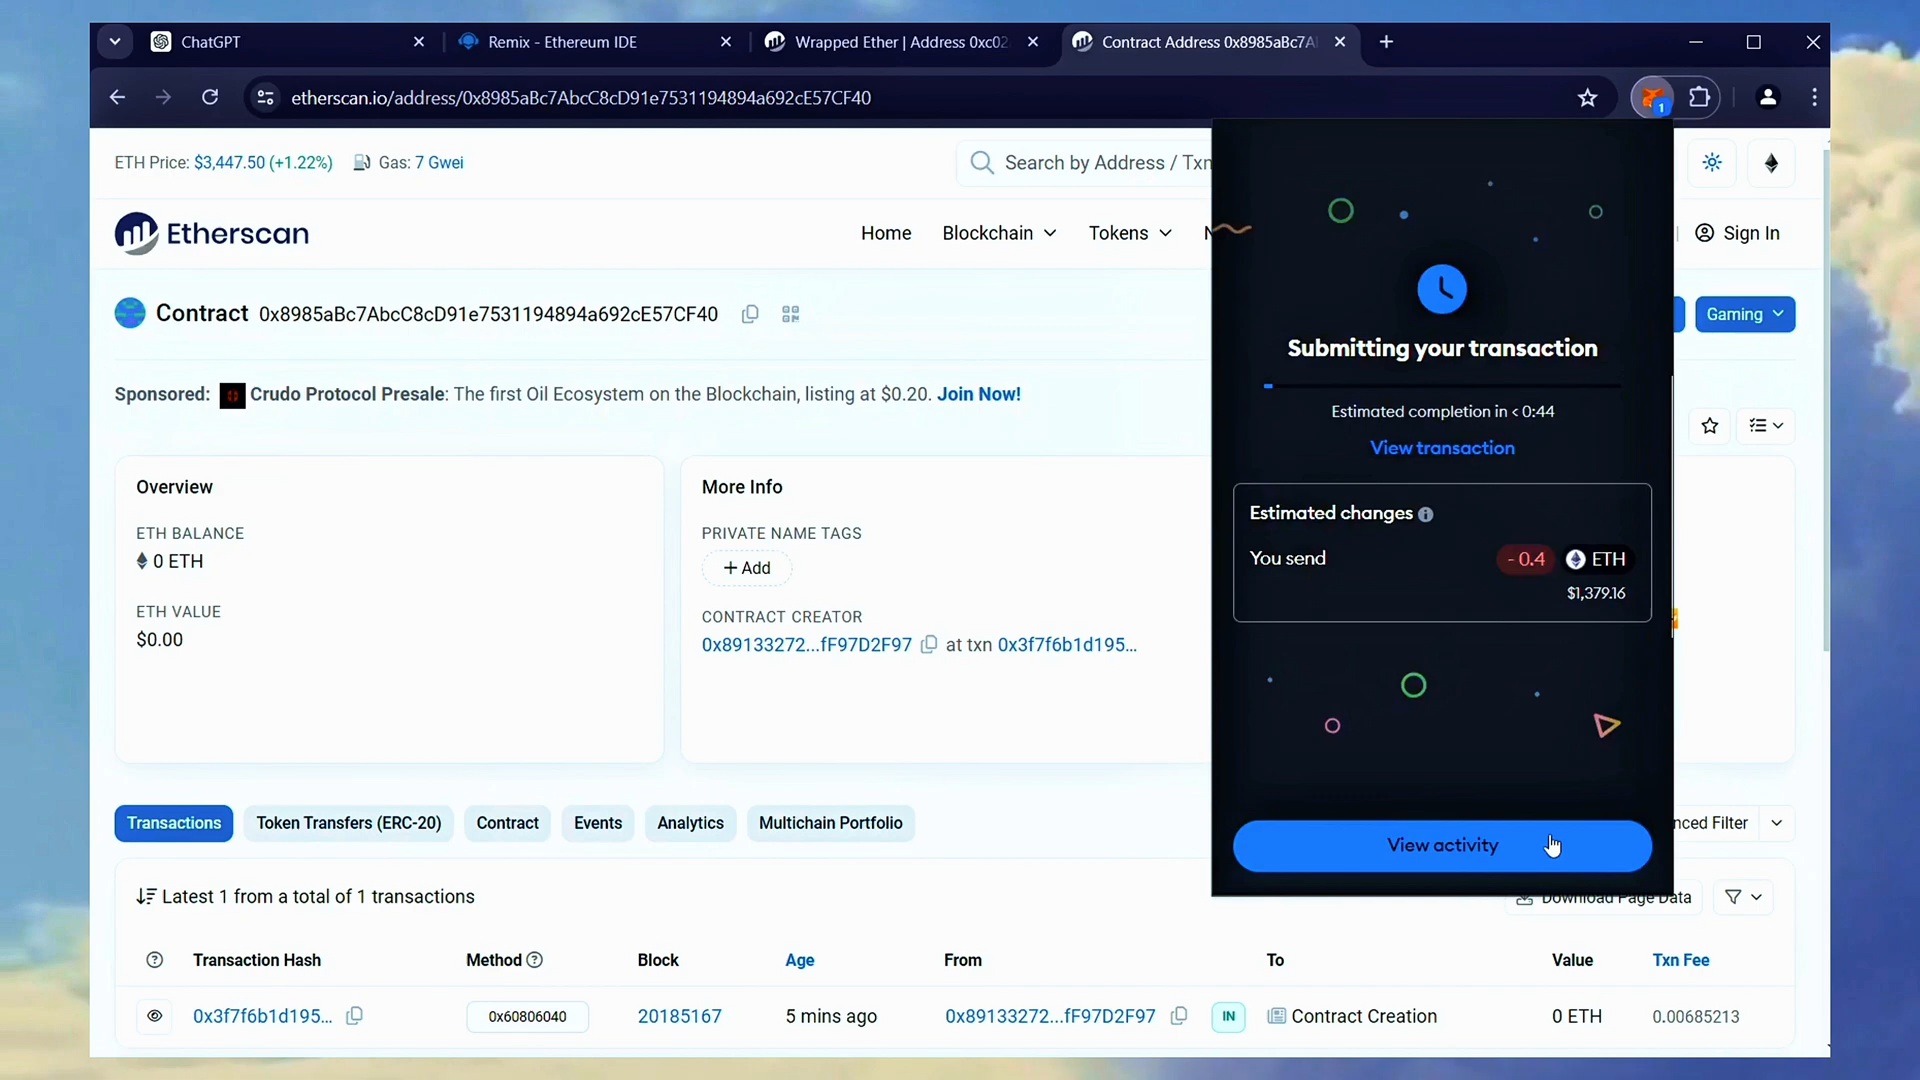 ChatGPT
Remix - Ethereum IDE
Wrapped Ether | Address 0xc02
Contract Address 0x8985aBc7A
etherscan.io/address/0x8985aBc7AbcC8cD91e7531194894a692cE57CF40
1
ETH Price: $3,447.50 (+1.22%) Gas: 7 Gwei
Search by Address / Txn
Etherscan
Home Blockchain Tokens N
Sign In
Contract 0x8985aBc7AbcC8cD91e7531194894a692cE57CF40
Gaming
Sponsored: Crudo Protocol Presale: The first Oil Ecosystem on the Blockchain, listing at $0.20. Join Now!
Overview
ETH BALANCE
0 ETH
ETH VALUE
$0.00
More Info
PRIVATE NAME TAGS
+ Add
CONTRACT CREATOR
0x89133272...fF97D2F97 at txn 0x3f7f6b1d195...
Submitting your transaction
Estimated completion in < 0:44
View transaction
Estimated changes
You send - 0.4 ETH
$1,379.16
View activity
Transactions Token Transfers (ERC-20) Contract Events Analytics Multichain Portfolio
nced Filter
Latest 1 from a total of 1 transactions
Download Page Data
Transaction Hash Method Block Age From To Value Txn Fee
0x3f7f6b1d195... 0x60806040 20185167 5 mins ago 0x89133272...fF97D2F97 IN Contract Creation 0 ETH 0.00685213